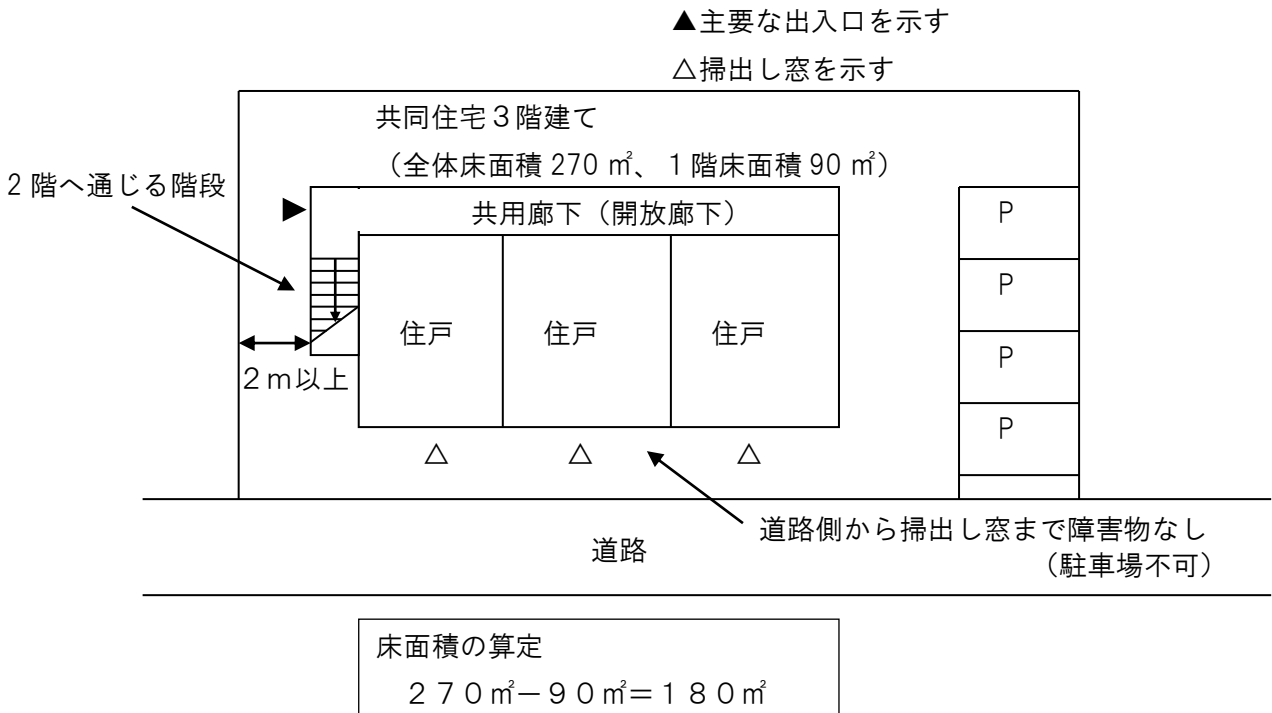 ▲主要な出入口を示す
△掃出し窓を示す
共同住宅３階建て
（全体床面積 270 ㎡、１階床面積 90 ㎡）
2 階へ通じる階段
共用廊下（開放廊下）
P
P
P
P
住戸
住戸
住戸
２ｍ以上
道路側から掃出し窓まで障害物なし
（駐車場不可）
道路
床面積の算定
２７０㎡－９０㎡＝１８０㎡